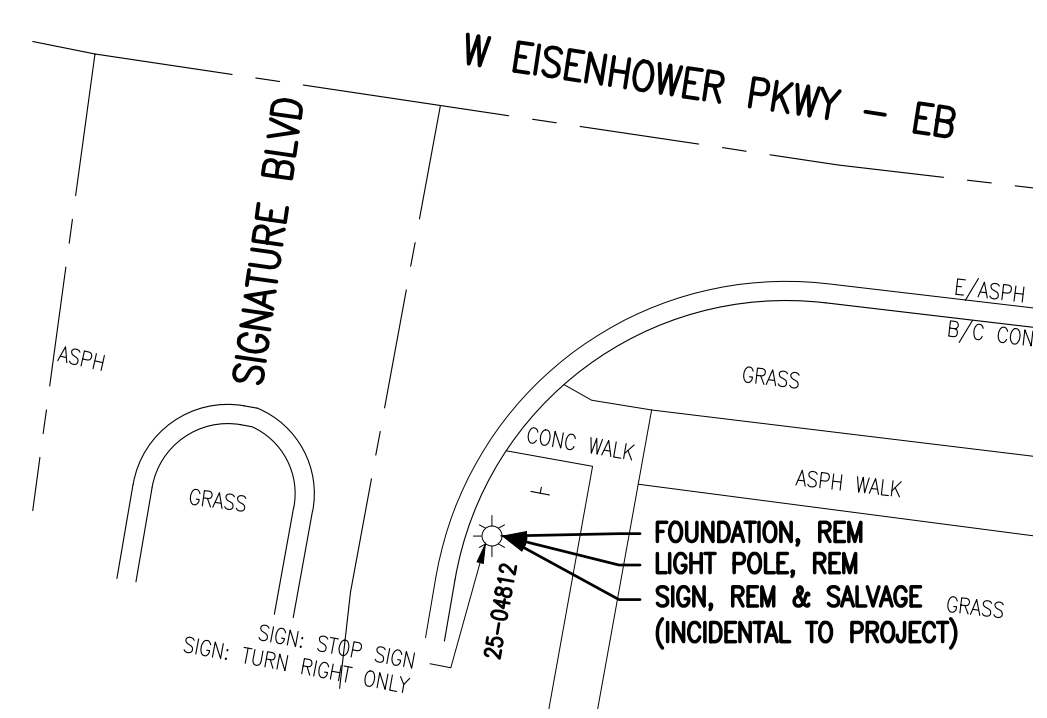 W EISENHOWER PKWY - EB
SIGNATURE BLVD
E/ASPH
B/C CON
ASPH
GRASS
CONC WALK
ASPH WALK
GRASS
FOUNDATION, REM
LIGHT POLE, REM
SIGN, REM & SALVAGE
(INCIDENTAL TO PROJECT)
GRASS
25-04812
SIGN: STOP SIGN
SIGN: TURN RIGHT ONLY